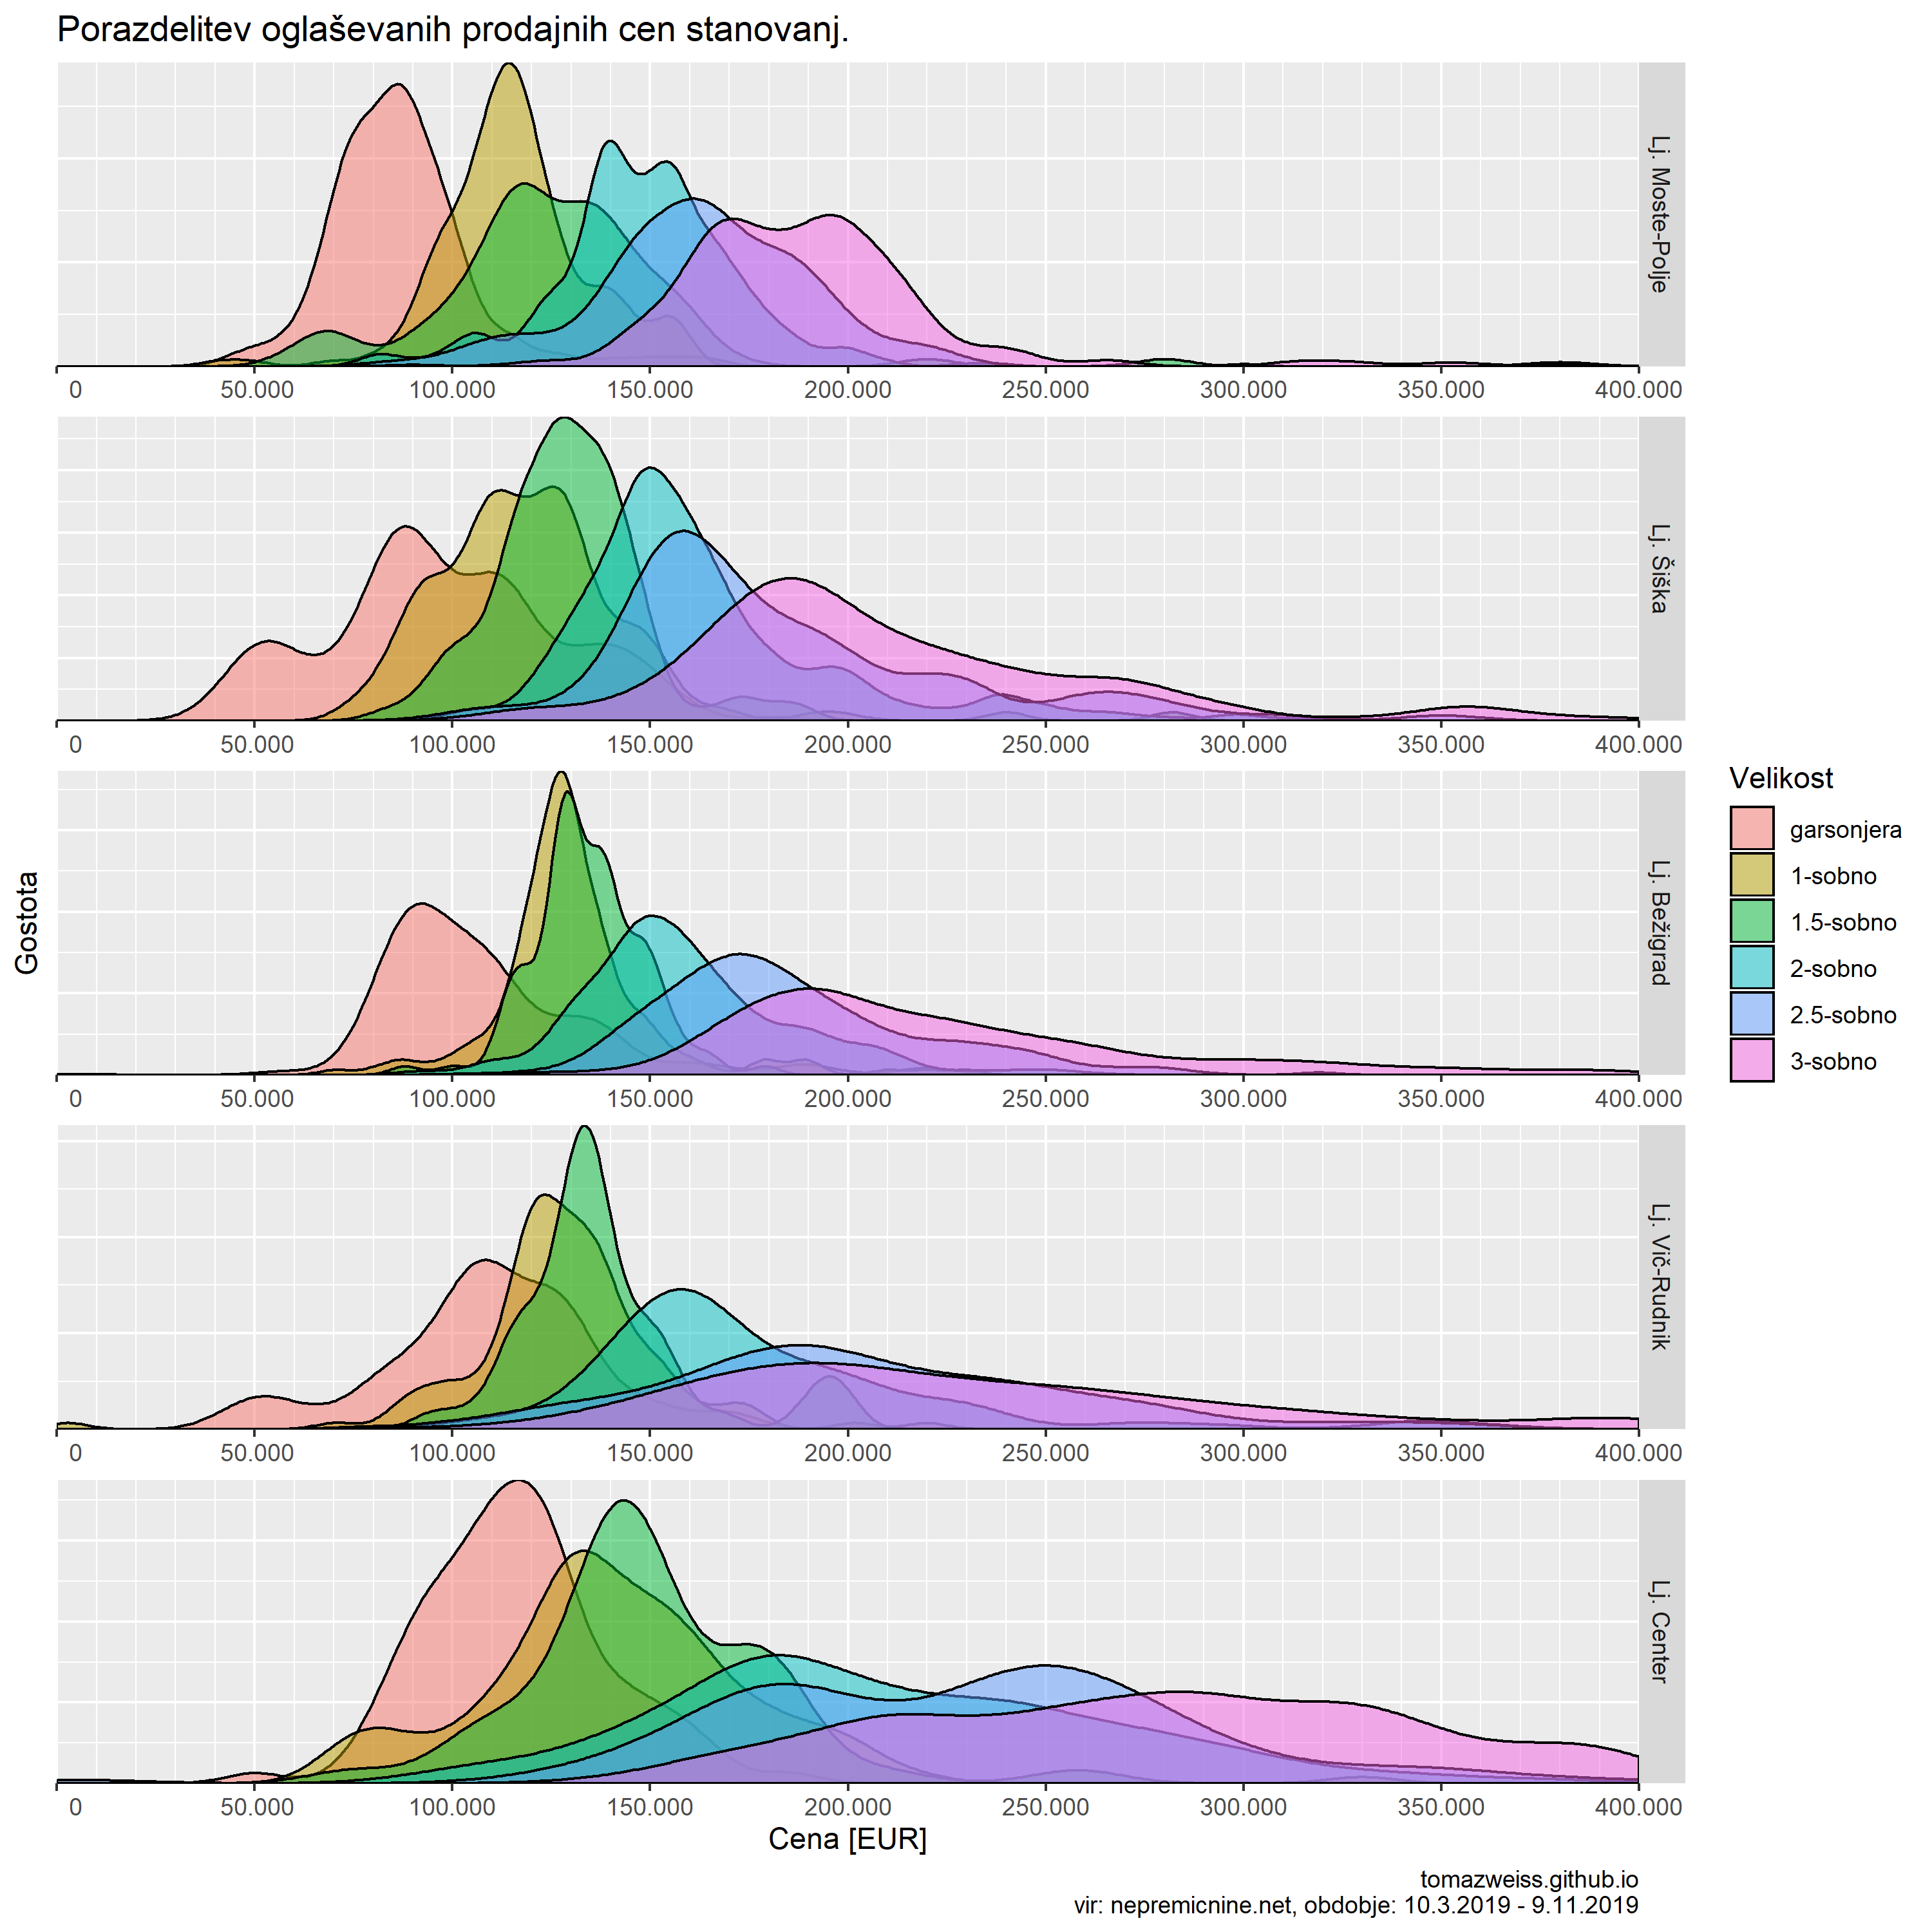 Porazdelitev oglaševanih prodajnih cen stanovanj.
Lj. Moste-Polje
0 50.000 100.000 150.000 200.000 250.000 300.000 350.000 400.000
Lj. Šiška
0 50.000 100.000 150.000 200.000 250.000 300.000 350.000 400.000
Lj. Bežigrad
0 50.000 100.000 150.000 200.000 250.000 300.000 350.000 400.000
Lj. Vič-Rudnik
0 50.000 100.000 150.000 200.000 250.000 300.000 350.000 400.000
Lj. Center
0 50.000 100.000 150.000 200.000 250.000 300.000 350.000 400.000
Gostota
Cena [EUR]
Velikost
garsonjera
1-sobno
1.5-sobno
2-sobno
2.5-sobno
3-sobno
tomazweiss.github.io
vir: nepremicnine.net, obdobje: 10.3.2019 - 9.11.2019